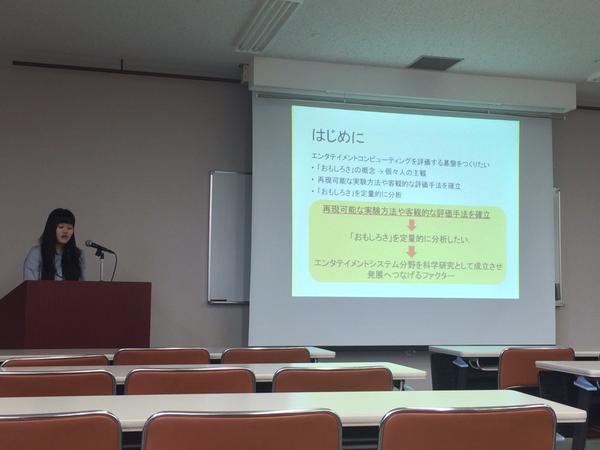 はじめに
エンタテイメントコンピューティングを評価する基盤をつくりたい
・「おもしろさ」の概念 → 個々人の主観
・再現可能な実験方法や客観的な評価手法を確立
・「おもしろさ」を定量的に分析
再現可能な実験方法や客観的な評価手法を確立
「おもしろさ」を定量的に分析したい.
エンタテイメントシステム分野を科学研究として成立させ
発展へつなげるファクター